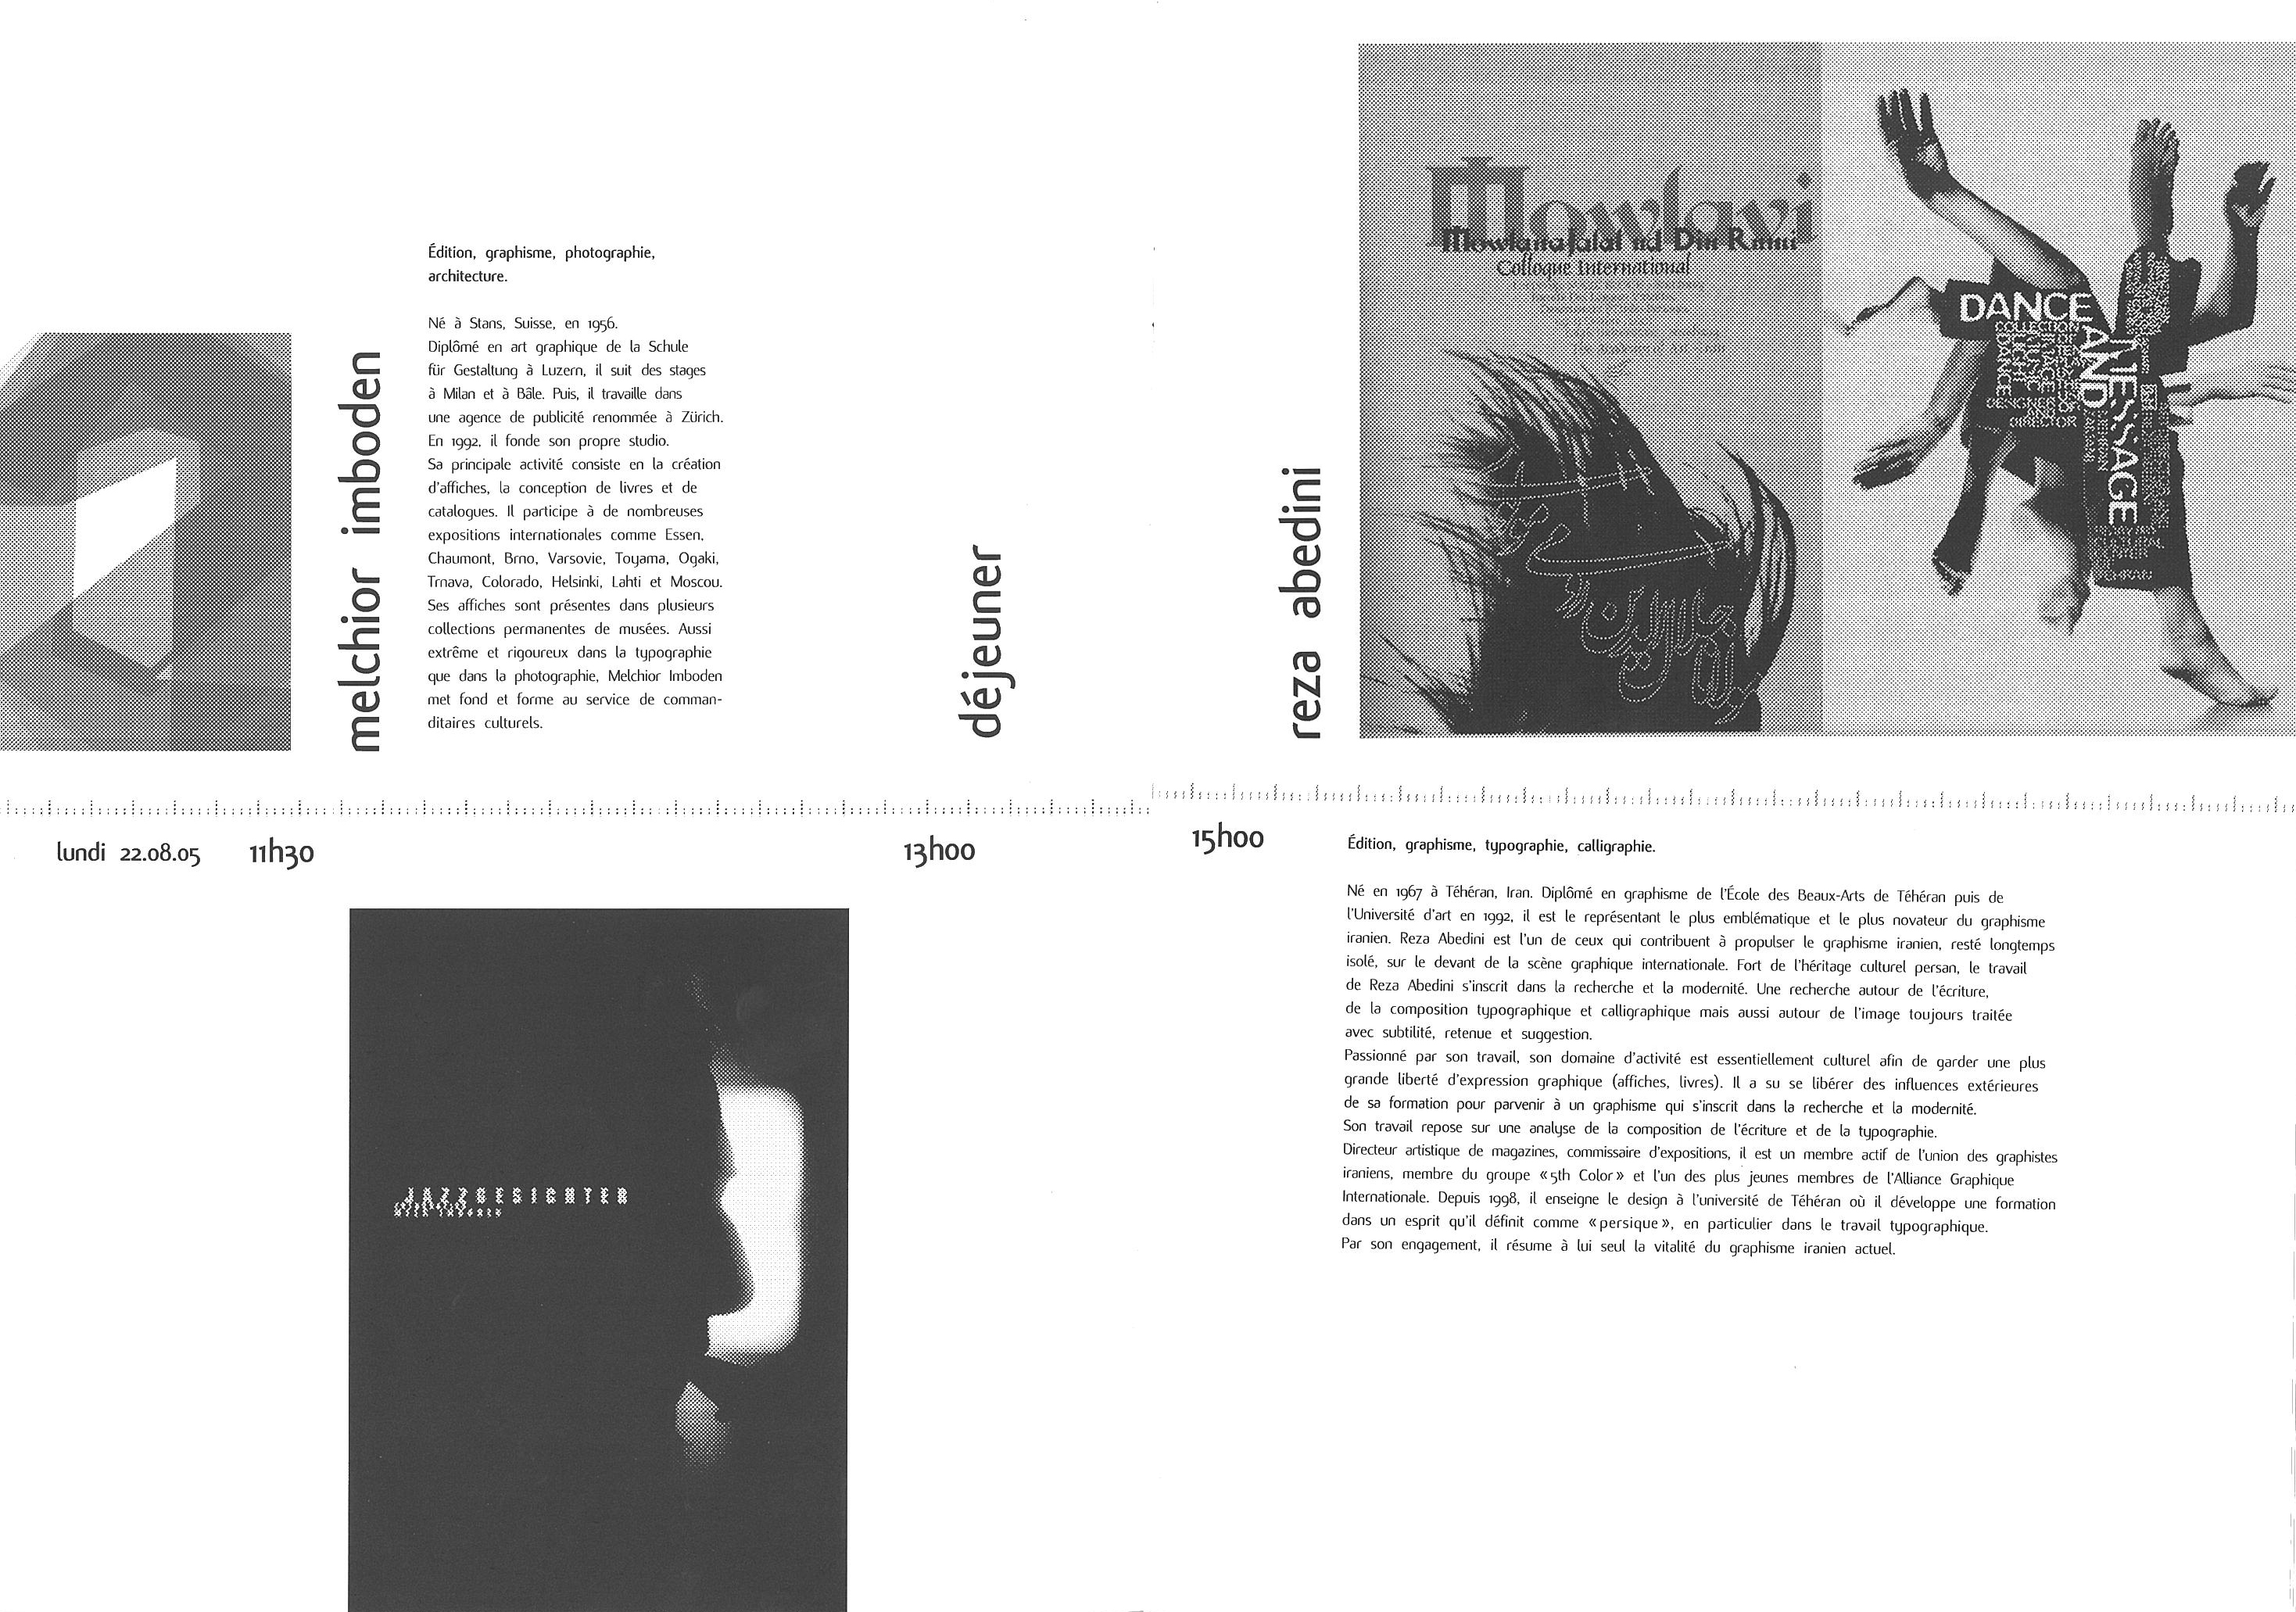 melchior imboden
Édition, graphisme, photographie,
architecture.
Né à Stans, Suisse, en 1956.
Diplômé en art graphique de la Schule
für Gestaltung à Luzern, il suit des stages
à Milan et à Bâle. Puis, il travaille dans
une agence de publicité renommée à Zürich.
En 1992, il fonde son propre studio.
Sa principale activité consiste en la création
d'affiches, la conception de livres et de
catalogues. Il participe à de nombreuses
expositions internationales comme Essen,
Chaumont, Brno, Varsovie, Toyama, Ogaki,
Trnava, Colorado, Helsinki, Lahti et Moscou.
Ses affiches sont présentes dans plusieurs
collections permanentes de musées. Aussi
extrême et rigoureux dans la typographie
que dans la photographie, Melchior Imboden
met fond et forme au service de comman-
ditaires culturels.
déjeuner
lundi 22.08.05 11h30
13h00
JAZZGESICHTER
reza abedini
Mowlavi
Mowlana Jalal ud Din Rumi
Colloque International
DANCE
COLLECTION
AND
MESSAGE
DIRECTOR
15h00
Édition, graphisme, typographie, calligraphie.
Né en 1967 à Téhéran, Iran. Diplômé en graphisme de l'École des Beaux-Arts de Téhéran puis de
l'Université d'art en 1992, il est le représentant le plus emblématique et le plus novateur du graphisme
iranien. Reza Abedini est l'un de ceux qui contribuent à propulser le graphisme iranien, resté longtemps
isolé, sur le devant de la scène graphique internationale. Fort de l'héritage culturel persan, le travail
de Reza Abedini s'inscrit dans la recherche et la modernité. Une recherche autour de l'écriture,
de la composition typographique et calligraphique mais aussi autour de l'image toujours traitée
avec subtilité, retenue et suggestion.
Passionné par son travail, son domaine d'activité est essentiellement culturel afin de garder une plus
grande liberté d'expression graphique (affiches, livres). Il a su se libérer des influences extérieures
de sa formation pour parvenir à un graphisme qui s'inscrit dans la recherche et la modernité.
Son travail repose sur une analyse de la composition de l'écriture et de la typographie.
Directeur artistique de magazines, commissaire d'expositions, il est un membre actif de l'union des graphistes
iraniens, membre du groupe «5th Color» et l'un des plus jeunes membres de l'Alliance Graphique
Internationale. Depuis 1998, il enseigne le design à l'université de Téhéran où il développe une formation
dans un esprit qu'il définit comme «persique», en particulier dans le travail typographique.
Par son engagement, il résume à lui seul la vitalité du graphisme iranien actuel.